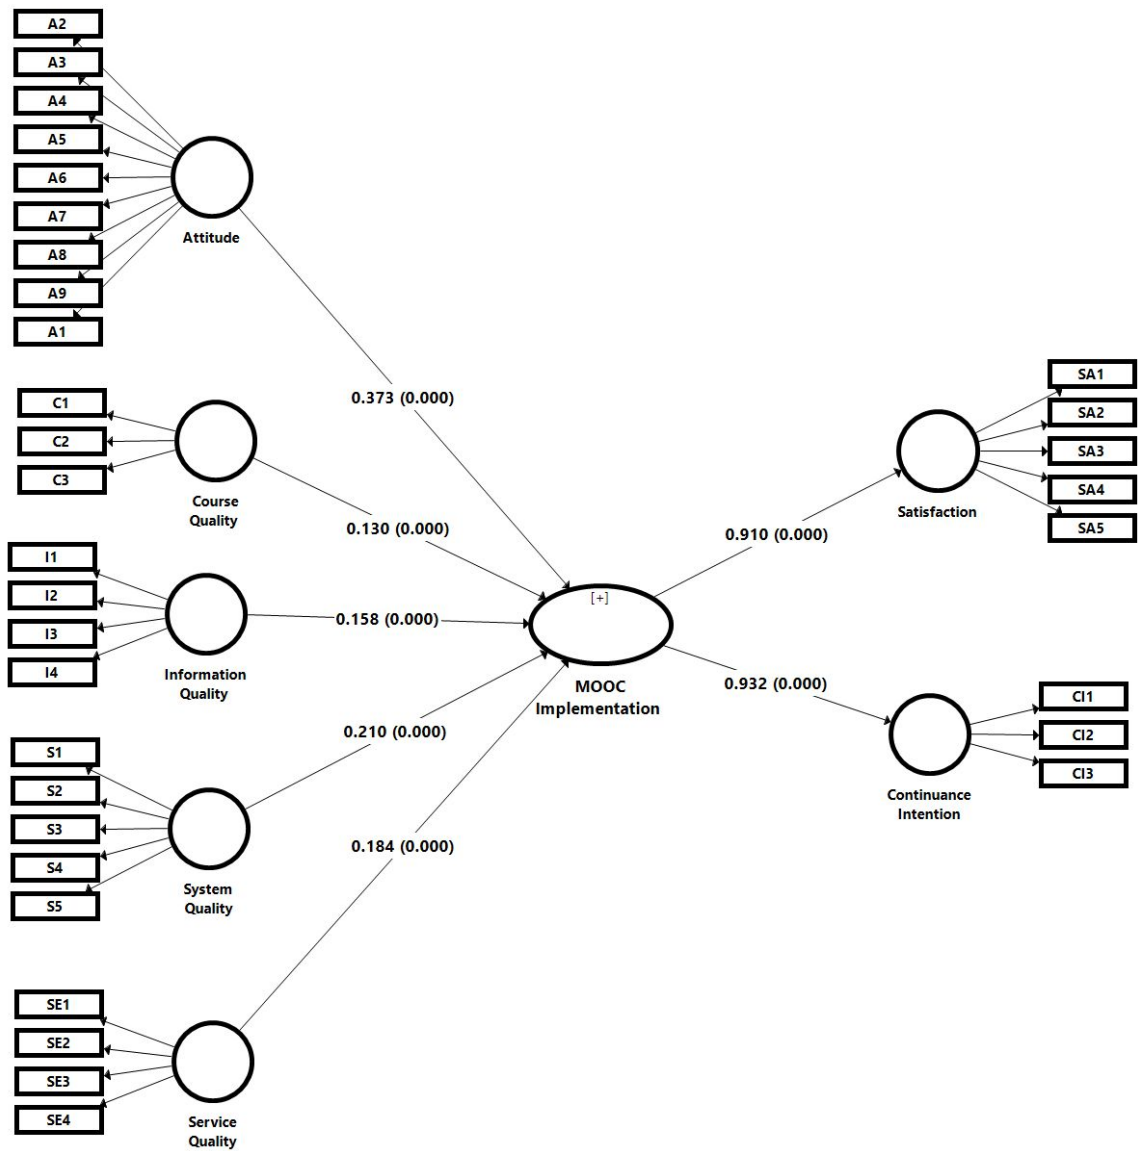 A2
A3
A4
A5
A6
A7
A8
A9
A1
Attitude
0.373 (0.000)
C1
C2
C3
Course
Quality
0.130 (0.000)
I1
I2
I3
I4
Information
Quality
0.158 (0.000)
S1
S2
S3
S4
S5
System
Quality
0.210 (0.000)
SE1
SE2
SE3
SE4
Service
Quality
0.184 (0.000)
[+]
MOOC
Implementation
0.910 (0.000)
Satisfaction
SA1
SA2
SA3
SA4
SA5
0.932 (0.000)
Continuance
Intention
CI1
CI2
CI3